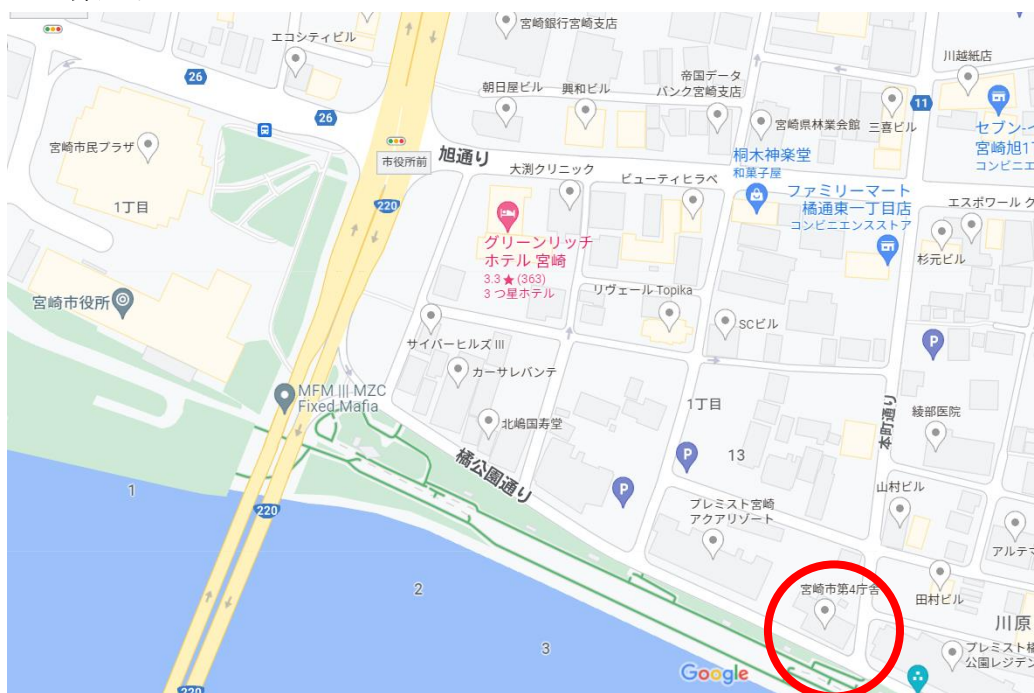 宮崎銀行宮崎支店
エコシティビル
川越紙店
26
朝日屋ビル
興和ビル
帝国データ
バンク宮崎支店
11
26
宮崎県林業会館
三喜ビル
セブン-イ
宮崎旭1丁
コンビニエ
宮崎市民プラザ
市役所前
旭通り
大渕クリニック
ビューティヒラベ
桐木神楽堂
和菓子屋
ファミリーマート
橘通東一丁目店
コンビニエンスストア
エスポワール グ
1丁目
220
グリーンリッチ
ホテル 宮崎
3.3★(363)
3 つ星ホテル
杉元ビル
宮崎市役所
リヴェール Topika
SCビル
P
サイバーヒルズ III
カーサレバンテ
MFM III MZC
Fixed Mafia
北嶋国寿堂
1丁目
本町通り
綾部医院
橘公園通り
P
13
P
山村ビル
1
220
プレミスト宮崎
アクアリゾート
アルテマ
2
宮崎市第4庁舎
田村ビル
川原
3
プレミスト橘
公園レジデン
Google
220